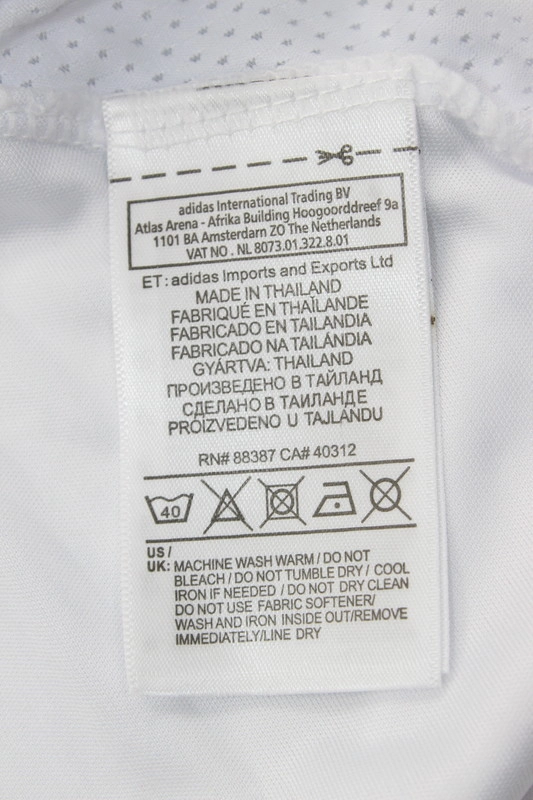 adidas International Trading BV
Atlas Arena - Afrika Building Hoogoorddreef 9a
1101 BA Amsterdam ZO The Netherlands
VAT NO . NL 8073.01.322.8.01
ET: adidas Imports and Exports Ltd
MADE IN THAILAND
FABRIQUÉ EN THAÏLANDE
FABRICADO EN TAILANDIA
FABRICADO NA TAILÂNDIA
GYÁRTVA: THAILAND
ПРОИЗВЕДЕНО В ТАЙЛАНД
СДЕЛАНО В ТАИЛАНДЕ
PROIZVEDENO U TAJLANDU
RN# 88387 CA# 40312
40
US /
UK: MACHINE WASH WARM / DO NOT
BLEACH / DO NOT TUMBLE DRY / COOL
IRON IF NEEDED / DO NOT DRY CLEAN
DO NOT USE FABRIC SOFTENER/
WASH AND IRON INSIDE OUT/REMOVE
IMMEDIATELY/LINE DRY